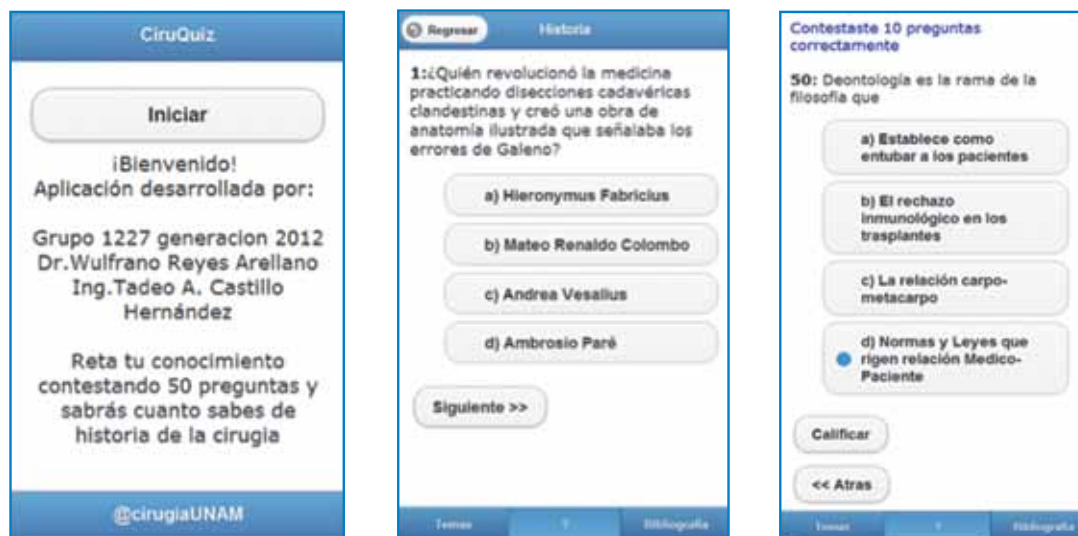 CiruQuiz
Iniciar
¡Bienvenido!
Aplicación desarrollada por:
Grupo 1227 generacion 2012
Dr.Wulfrano Reyes Arellano
Ing.Tadeo A. Castillo
Hernández
Reta tu conocimiento
contestando 50 preguntas y
sabrás cuanto sabes de
historia de la cirugia
@cirugiaUNAM
Regresar
Historia
1:¿Quién revolucionó la medicina
practicando disecciones cadavéricas
clandestinas y creó una obra de
anatomía ilustrada que señalaba los
errores de Galeno?
a) Hieronymus Fabricius
b) Mateo Renaldo Colombo
c) Andrea Vesalius
d) Ambrosio Paré
Siguiente >>
Temas
Bibliografia
Contestaste 10 preguntas
correctamente
50: Deontología es la rama de la
filosofía que
a) Establece como
entubar a los pacientes
b) El rechazo
inmunológico en los
trasplantes
c) La relación carpo-
metacarpo
d) Normas y Leyes que
rigen relación Medico-
Paciente
Calificar
<< Atras
Temas
Bibliografia